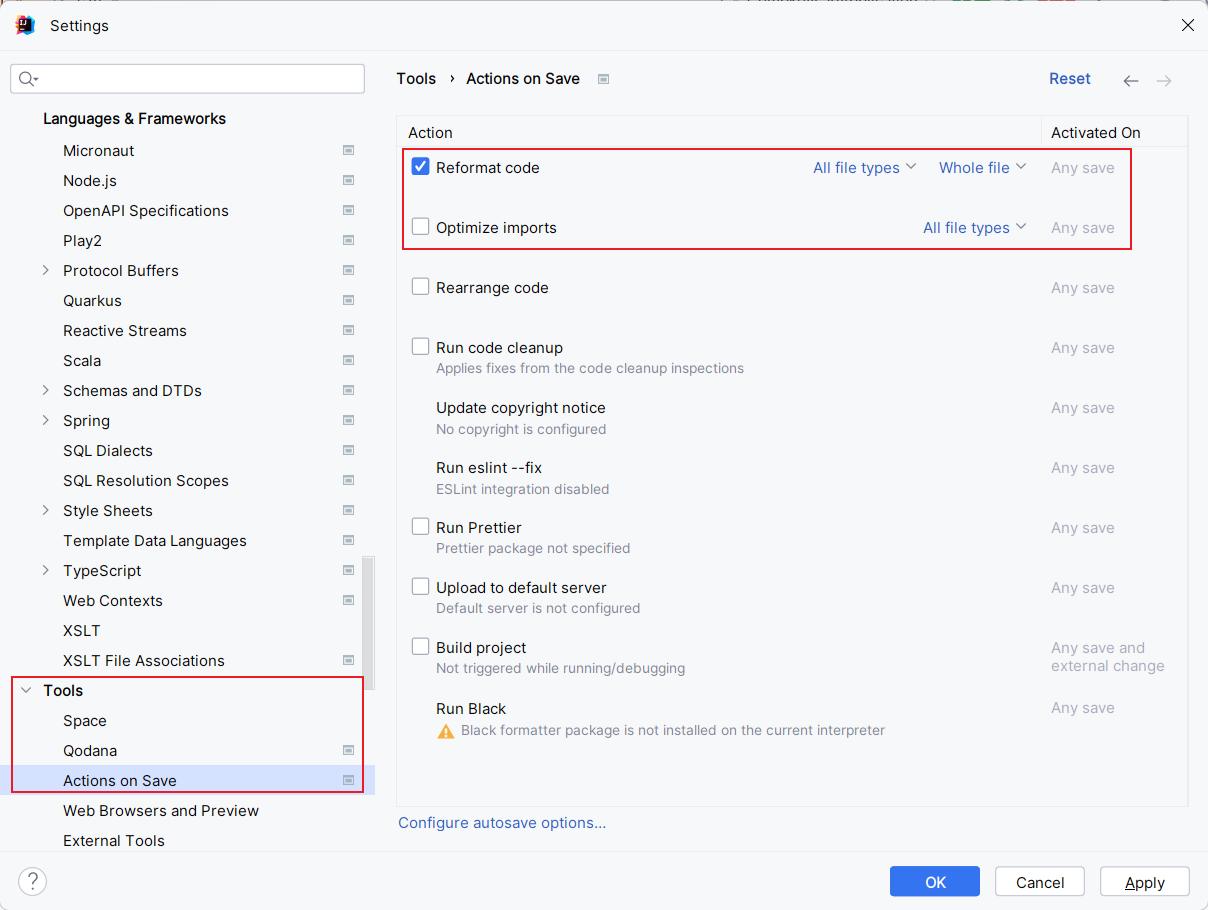 Settings
Tools › Actions on Save
Reset
Languages & Frameworks
Micronaut
Node.js
OpenAPI Specifications
Play2
Protocol Buffers
Quarkus
Reactive Streams
Scala
Schemas and DTDs
Spring
SQL Dialects
SQL Resolution Scopes
Style Sheets
Template Data Languages
TypeScript
Web Contexts
XSLT
XSLT File Associations
Tools
Space
Qodana
Actions on Save
Web Browsers and Preview
External Tools
Action Activated On
Reformat code All file types Whole file Any save
Optimize imports All file types Any save
Rearrange code Any save
Run code cleanup Any save
Applies fixes from the code cleanup inspections
Update copyright notice Any save
No copyright is configured
Run eslint --fix Any save
ESLint integration disabled
Run Prettier Any save
Prettier package not specified
Upload to default server Any save
Default server is not configured
Build project Any save and
Not triggered while running/debugging external change
Run Black Any save
Black formatter package is not installed on the current interpreter
Configure autosave options...
? OK Cancel Apply